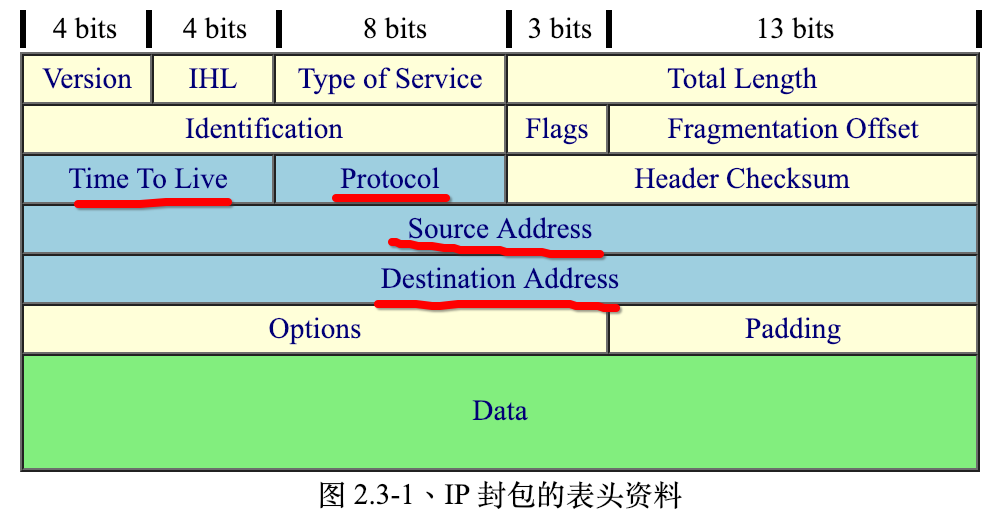 4 bits 4 bits 8 bits 3 bits 13 bits
Version IHL Type of Service Total Length
Identification Flags Fragmentation Offset
Time To Live Protocol Header Checksum
Source Address
Destination Address
Options Padding
Data
图 2.3-1、IP 封包的表头资料